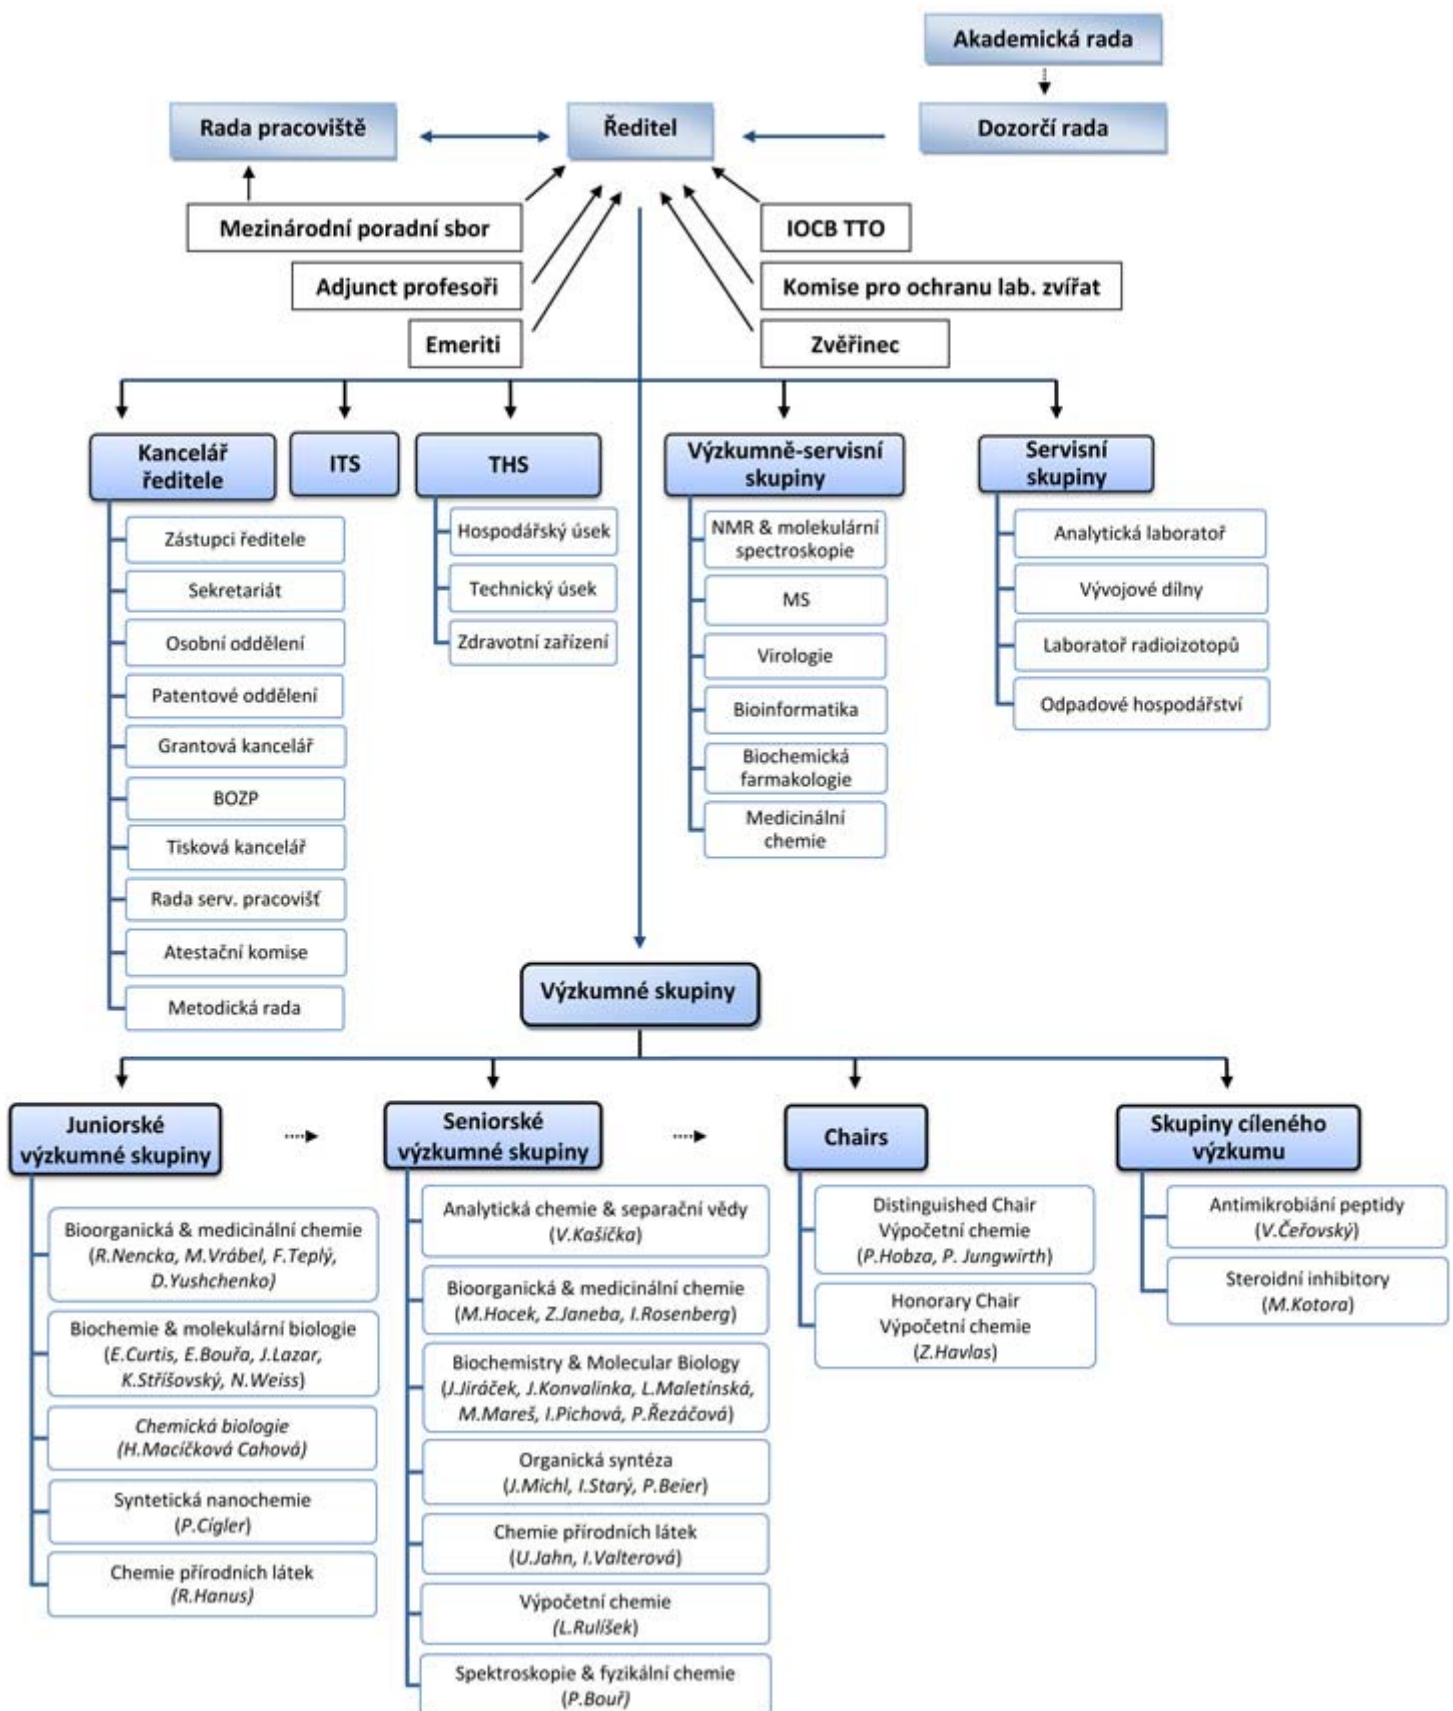 Akademická rada
Rada pracoviště
Ředitel
Dozorčí rada
Mezinárodní poradní sbor
IOCB TTO
Adjunct profesoři
Komise pro ochranu lab. zvířat
Emeriti
Zvěřinec
Kancelář
ředitele
ITS
THS
Výzkumně-servisní
skupiny
Servisní
skupiny
Zástupci ředitele
Sekretariát
Osobní oddělení
Patentové oddělení
Grantová kancelář
BOZP
Tisková kancelář
Rada serv. pracovišť
Atestační komise
Metodická rada
Hospodářský úsek
Technický úsek
Zdravotní zařízení
NMR & molekulární
spectroskopie
MS
Virologie
Bioinformatika
Biochemická
farmakologie
Medicinální
chemie
Analytická laboratoř
Vývojové dílny
Laboratoř radioizotopů
Odpadové hospodářství
Výzkumné skupiny
Juniorské
výzkumné skupiny
Seniorské
výzkumné skupiny
Chairs
Skupiny cíleného
výzkumu
Bioorganická & medicinální chemie
(R.Nencka, M.Vrábel, F.Teplý,
D.Yushchenko)
Biochemie & molekulární biologie
(E.Curtis, E.Bouřa, J.Lazar,
K.Stříšovský, N.Weiss)
Chemická biologie
(H.Macíčková Cahová)
Syntetická nanochemie
(P.Cígler)
Chemie přírodních látek
(R.Hanus)
Analytická chemie & separační vědy
(V.Kašička)
Bioorganická & medicinální chemie
(M.Hocek, Z.Janeba, I.Rosenberg)
Biochemistry & Molecular Biology
(J.Jiráček, J.Konvalinka, L.Maletínská,
M.Mareš, I.Pichová, P.Řezáčová)
Organická syntéza
(J.Michl, I.Starý, P.Beier)
Chemie přírodních látek
(U.Jahn, I.Valterová)
Výpočetní chemie
(L.Rulíšek)
Spektroskopie & fyzikální chemie
(P.Bouř)
Distinguished Chair
Výpočetní chemie
(P.Hobza, P. Jungwirth)
Honorary Chair
Výpočetní chemie
(Z.Havlas)
Antimikrobiání peptidy
(V.Čeřovský)
Steroidní inhibitory
(M.Kotora)